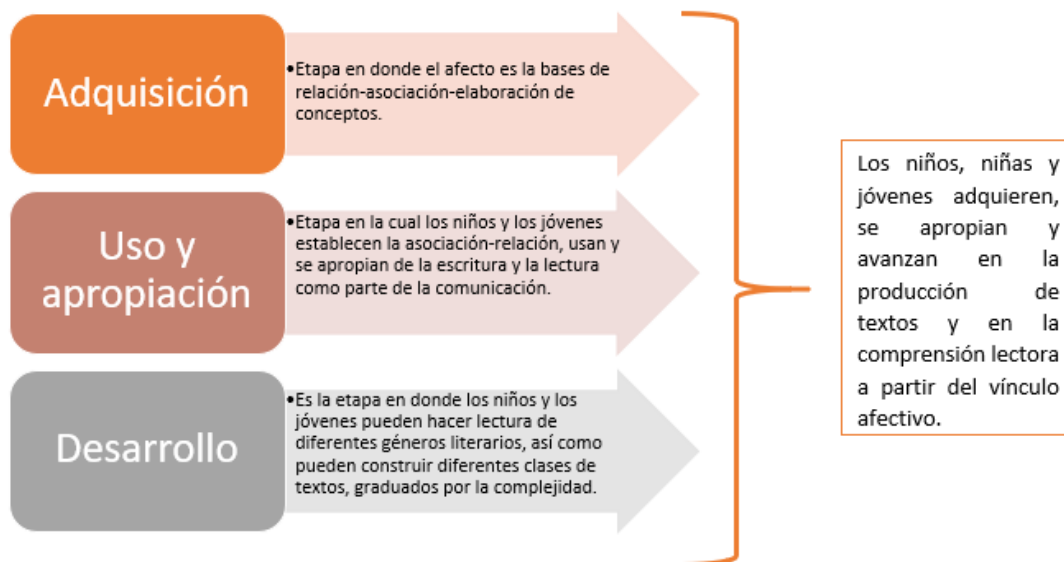 Adquisición
•Etapa en donde el afecto es la bases de
relación-asociación-elaboración de
conceptos.
Uso y
apropiación
•Etapa en la cual los niños y los jóvenes
establecen la asociación-relación, usan y
se apropian de la escritura y la lectura
como parte de la comunicación.
Desarrollo
•Es la etapa en donde los niños y los
jóvenes pueden hacer lectura de
diferentes géneros literarios, así como
pueden construir diferentes clases de
textos, graduados por la complejidad.
Los niños, niñas y
jóvenes adquieren,
se apropian y
avanzan en la
producción de
textos y en la
comprensión lectora
a partir del vínculo
afectivo.